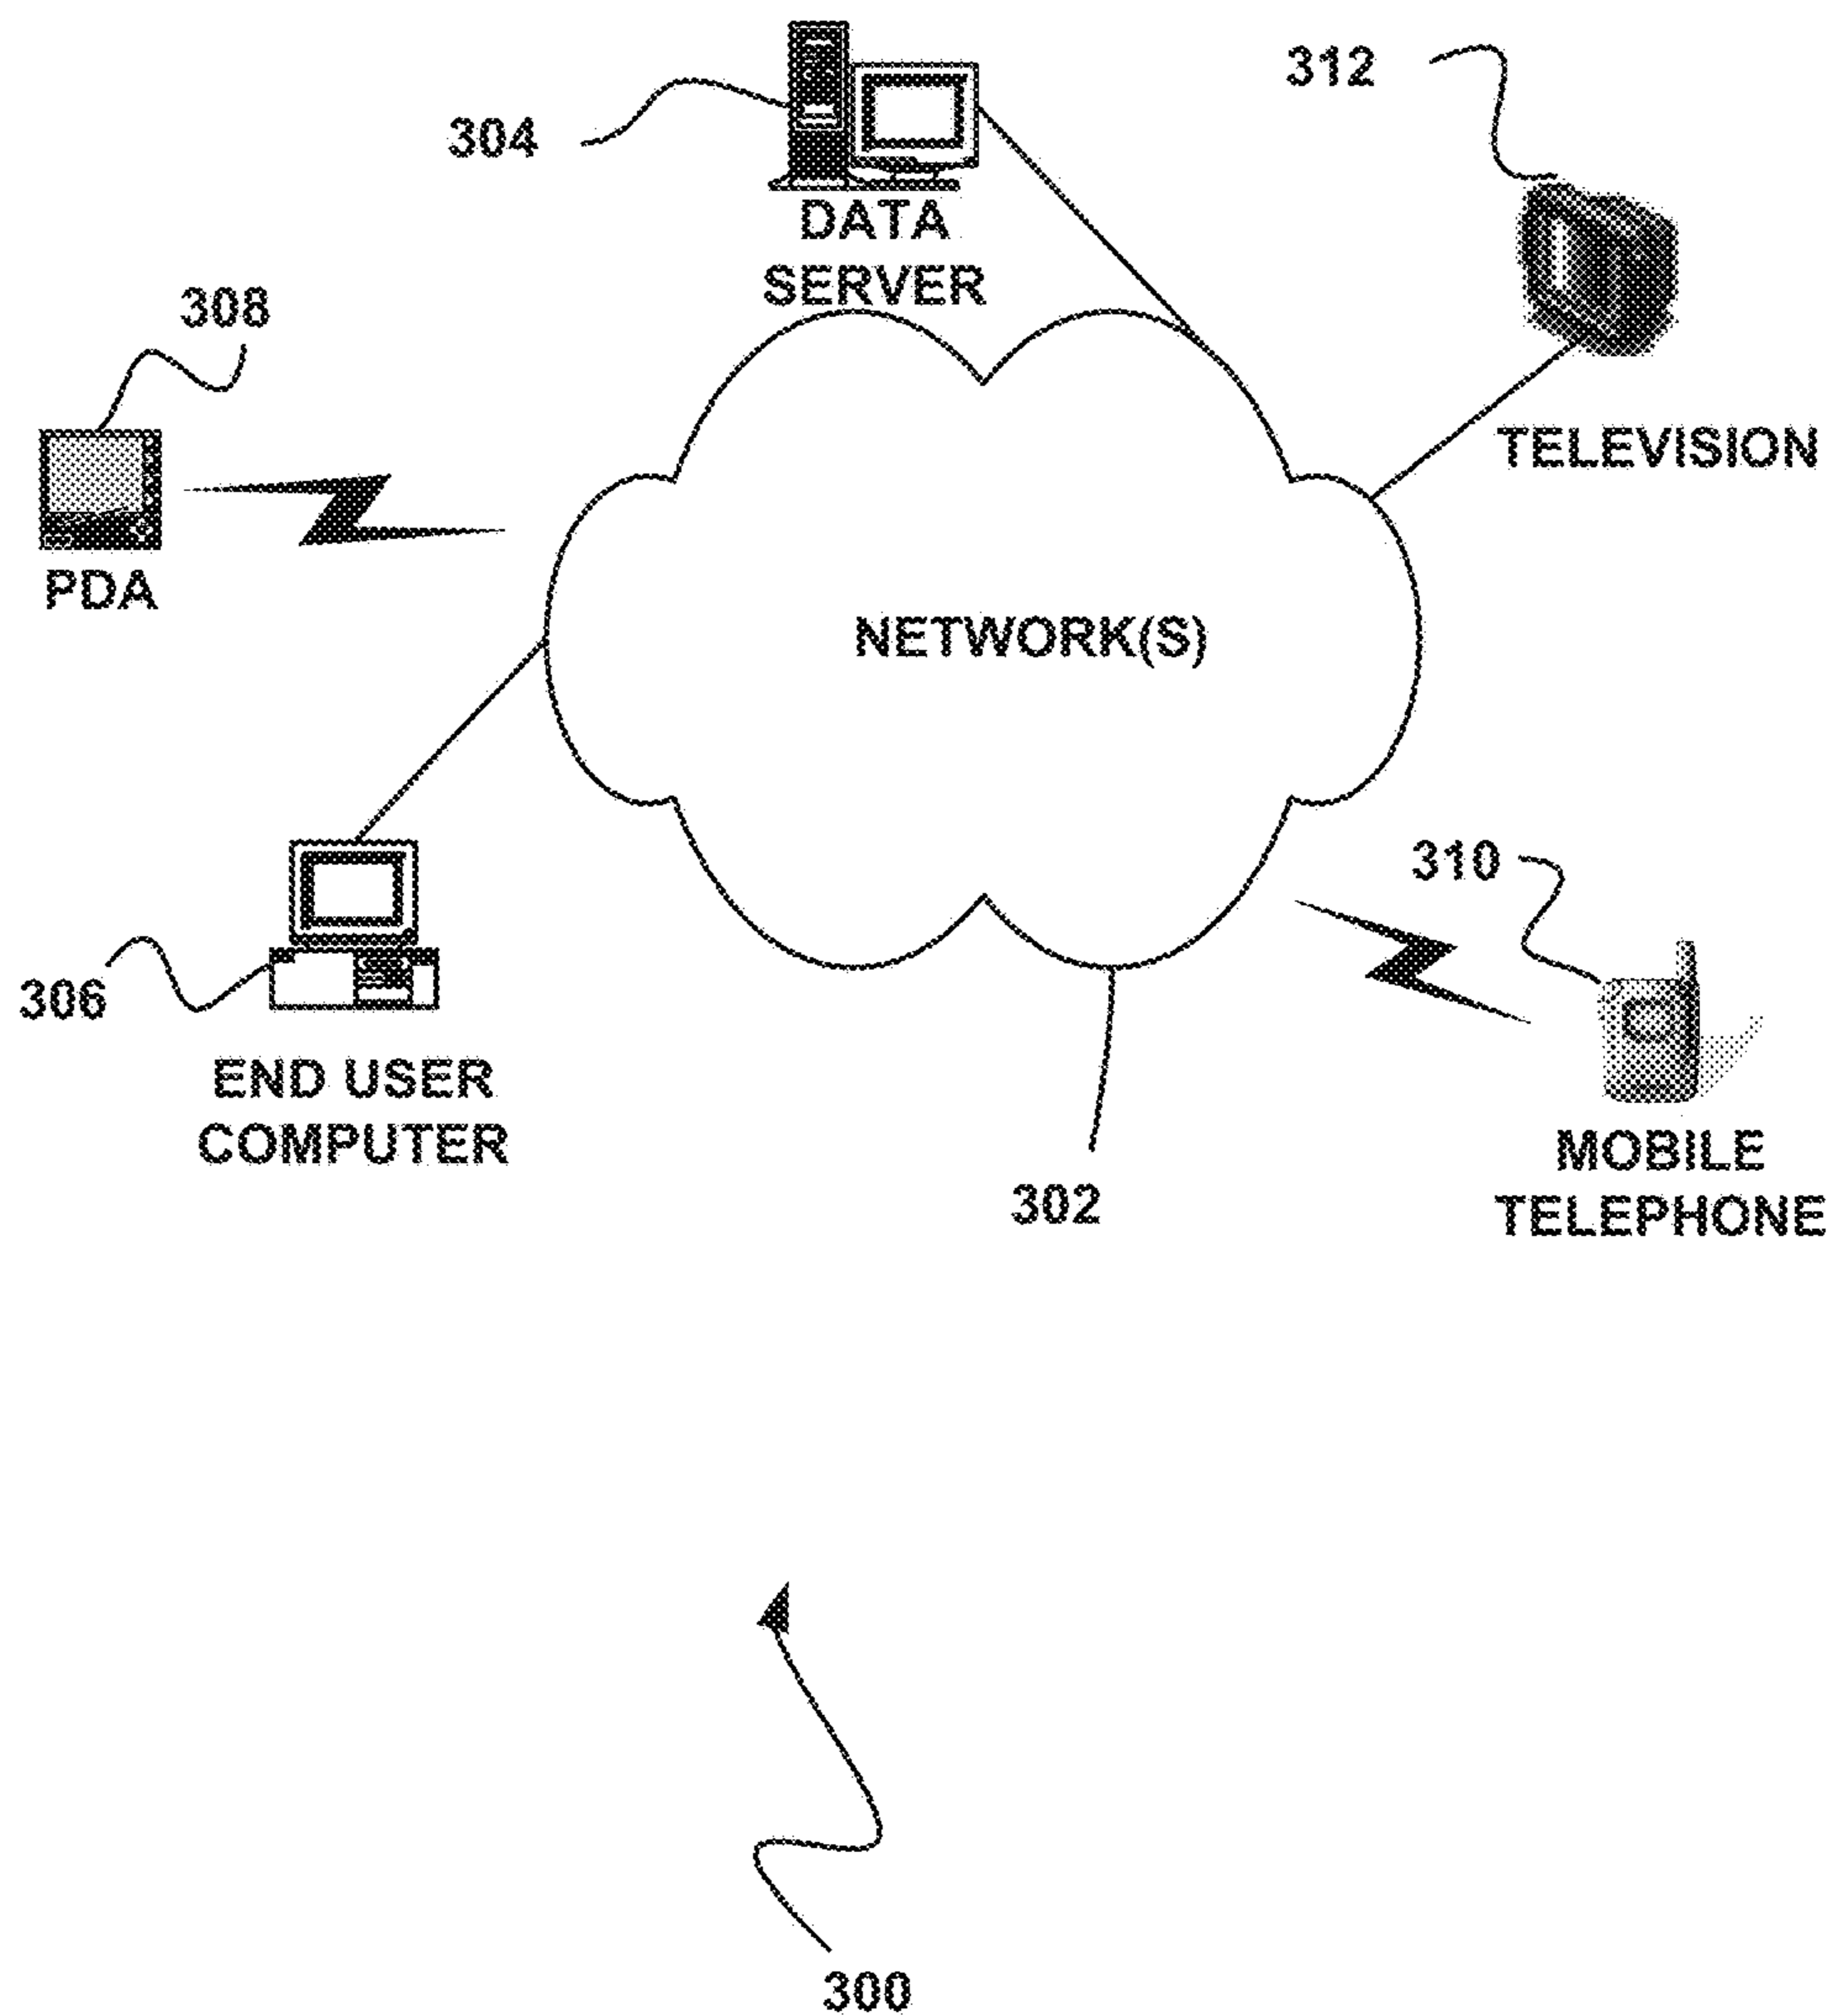 312
304
DATA
SERVER
308
TELEVISION
PDA
NETWORK(S)
310
306
END USER
COMPUTER
MOBILE
TELEPHONE
302
300